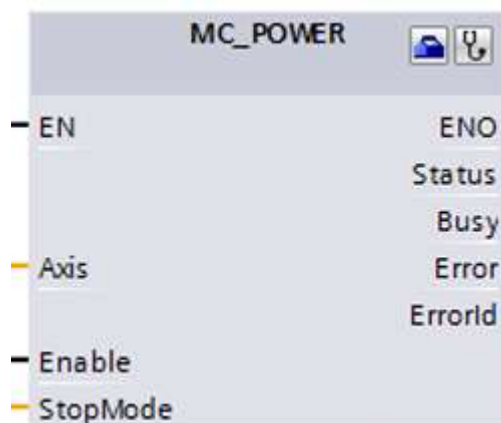 MC_POWER
EN ENO
Status
Busy
Axis Error
ErrorId
Enable
StopMode